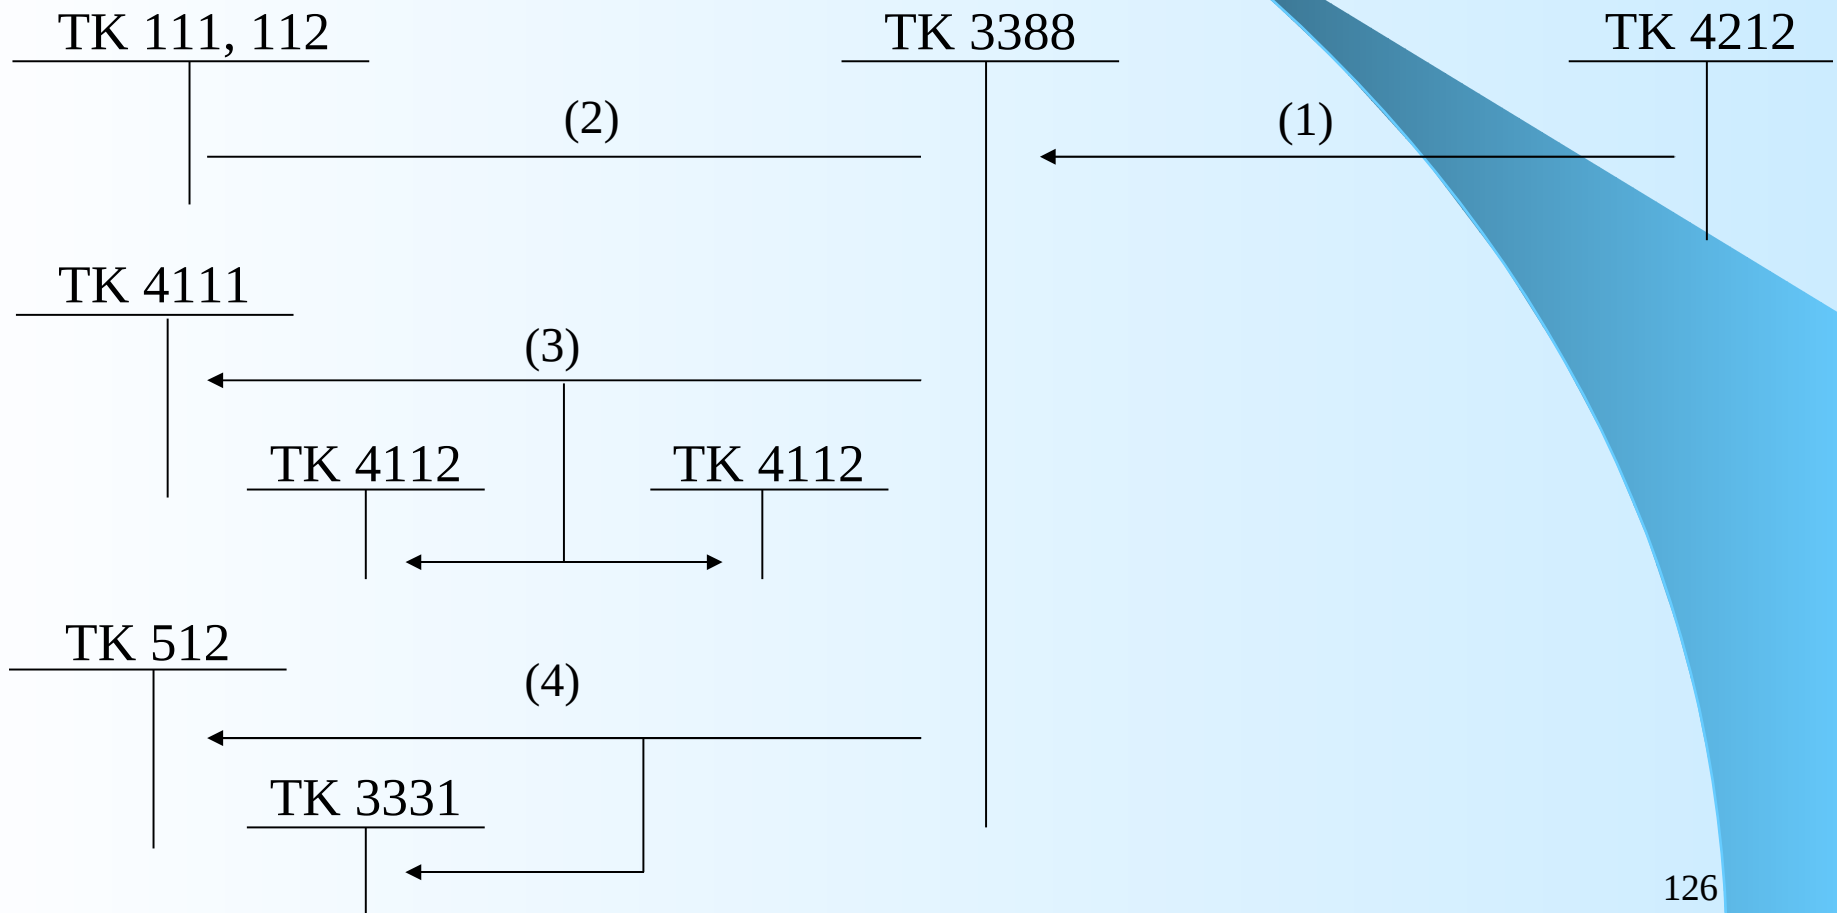 TK 111, 112
TK 3388
TK 4212
(2)
(1)
TK 4111
(3)
TK 4112
TK 4112
TK 512
(4)
TK 3331
126